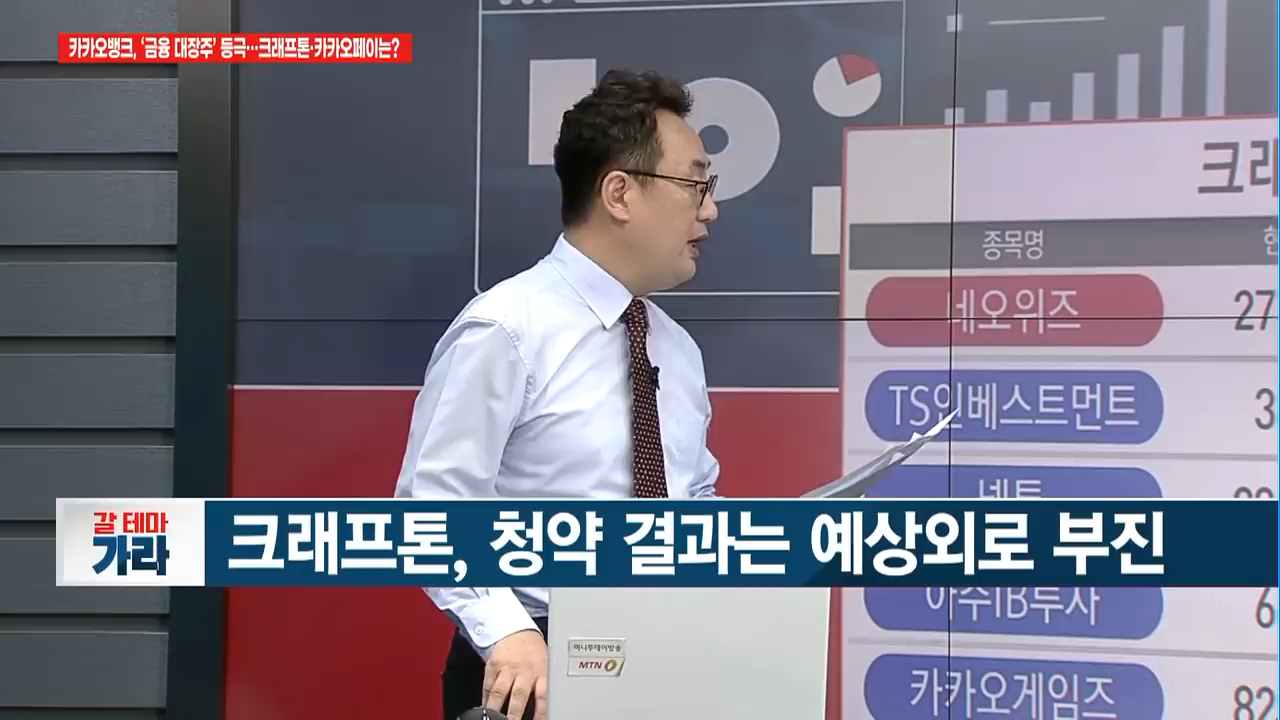 카카오뱅크, '금융 대장주' 등극…크래프톤·카카오페이는?
크래
종목명
네오위즈
27
TS인베스트먼트
3
갈 테마
가라
크래프톤, 청약 결과는 예상외로 부진
아주IB투자
6
머니투데이방송
MTN
카카오게임즈
82